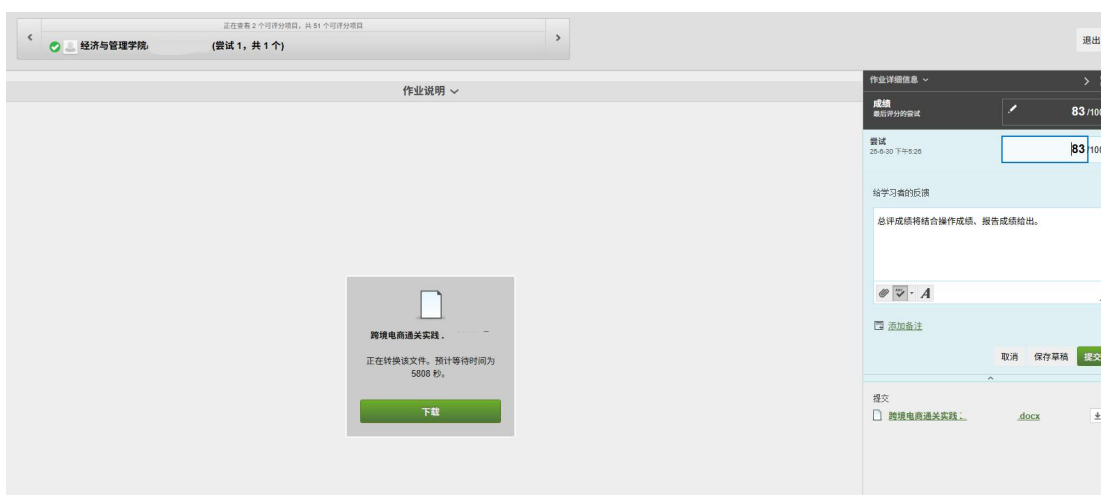 正在查看 2 个可评分项目，共 51 个可评分项目
经济与管理学院 (尝试 1，共 1 个)
退出
作业说明
作业详细信息
成绩
最后评分的尝试
83 /100
尝试
25-6-30 下午5:26
83 /100
给学习者的反馈
总评成绩将结合操作成绩、报告成绩给出。
A
添加备注
取消 保存草稿 提交
跨境电商通关实践
正在转换该文件。预计等待时间为
5808 秒。
下载
提交
跨境电商通关实践 .docx